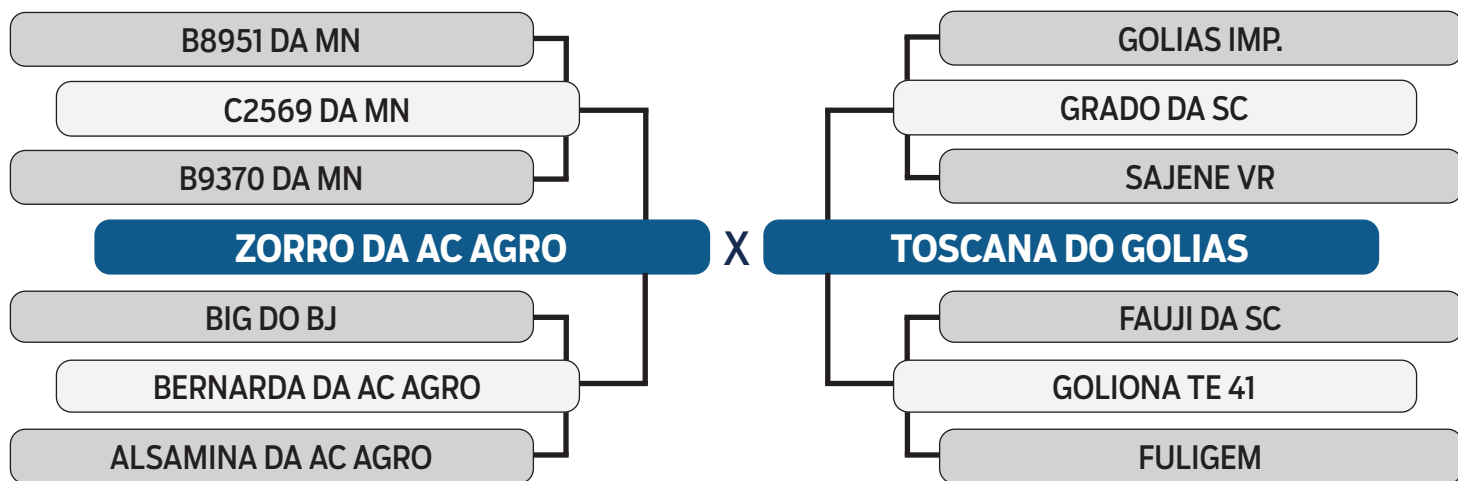 B8951 DA MN
C2569 DA MN
B9370 DA MN
GOLIAS IMP.
GRADO DA SC
SAJENE VR
ZORRO DA AC AGRO X TOSCANA DO GOLIAS
BIG DO BJ
BERNARDA DA AC AGRO
ALSAMINA DA AC AGRO
FAUJI DA SC
GOLIONA TE 41
FULIGEM